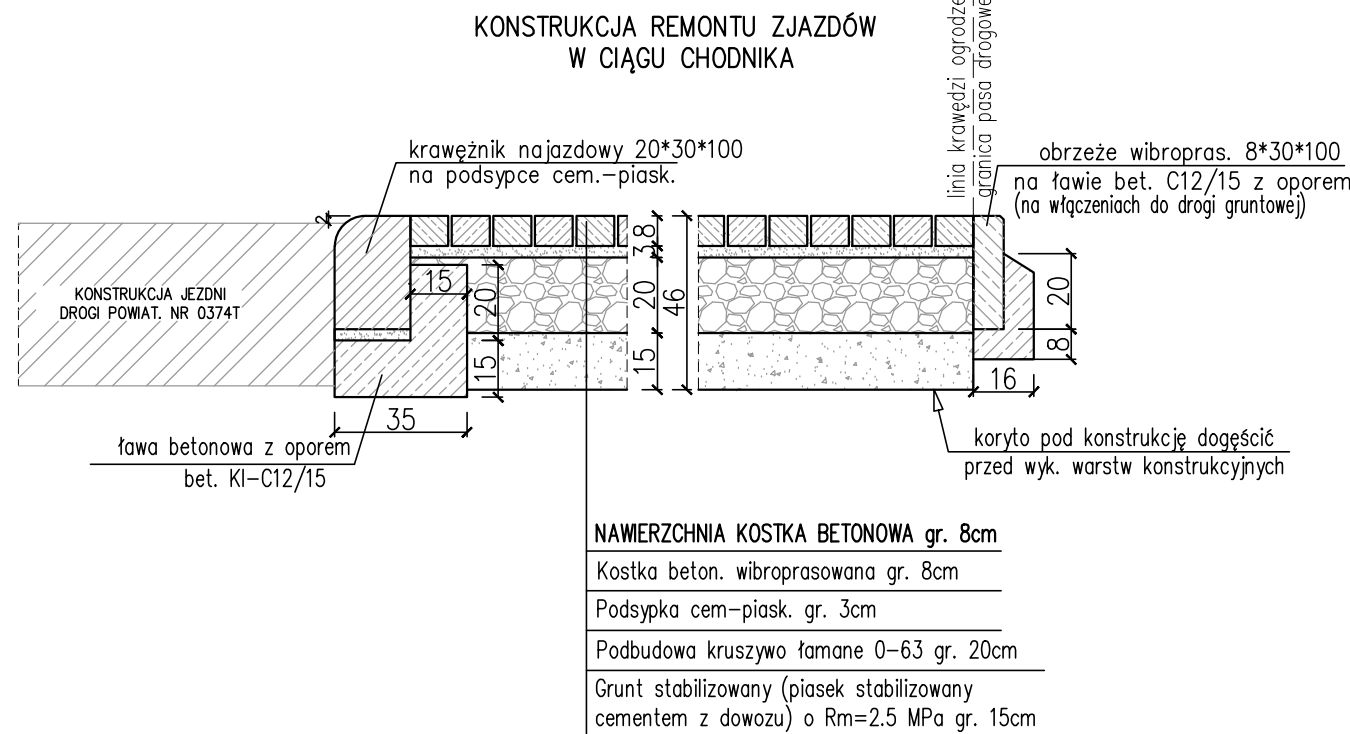 KONSTRUKCJA REMONTU ZJAZDÓW
W CIĄGU CHODNIKA
linia krawędzi
granica pasa
krawężnik najazdowy 20*30*100
na podsypce cem.-piask.
obrzeże wibropras. 8*30*100
na ławie bet. C12/15 z oporem
(na włączeniach do drogi gruntowej)
2
KONSTRUKCJA JEZDNI
DROGI POWIAT. NR 0374T
15
20
15
35
8
3
20
15
46
20
8
16
ława betonowa z oporem
bet. KI-C12/15
koryto pod konstrukcję dogęścić
przed wyk. warstw konstrukcyjnych
NAWIERZCHNIA KOSTKA BETONOWA gr. 8cm
Kostka beton. wibroprasowana gr. 8cm
Podsypka cem-piask. gr. 3cm
Podbudowa kruszywo łamane 0-63 gr. 20cm
Grunt stabilizowany (piasek stabilizowany
cementem z dowozu) o Rm=2.5 MPa gr. 15cm